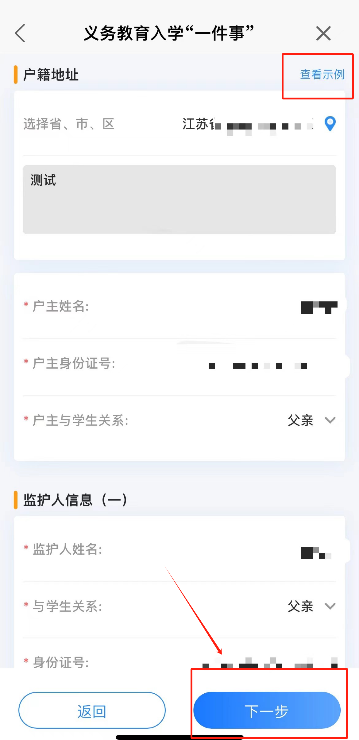 义务教育入学“一件事”
户籍地址 查看示例
选择省、市、区 江苏省
测试
* 户主姓名:
* 户主身份证号:
* 户主与学生关系: 父亲
监护人信息（一）
* 监护人姓名:
* 与学生关系: 父亲
* 身份证号:
返回 下一步